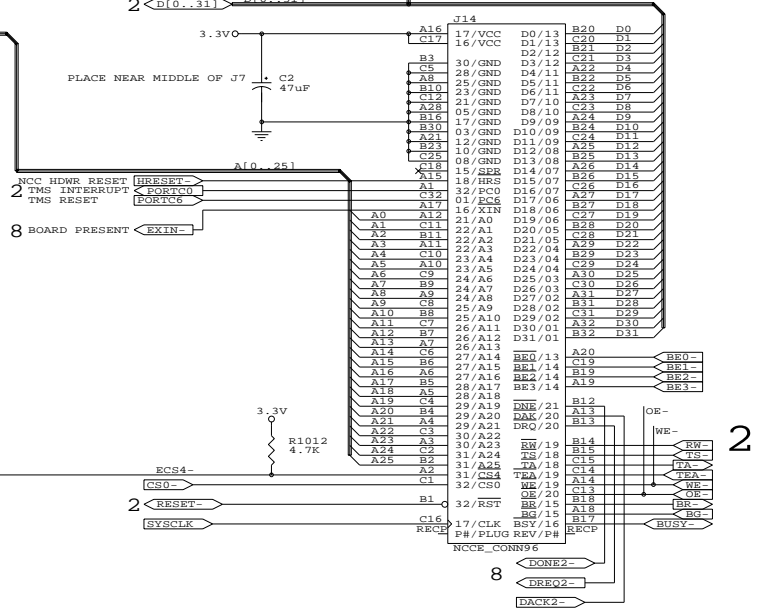 2 D[0..31]
J14
3.3V
PLACE NEAR MIDDLE OF J7
C2
47uF
A[0..25]
NCC HDWR RESET HRESET-
2 TMS INTERRUPT PORTC0
TMS RESET PORTC6
8 BOARD PRESENT EXIN-
A16 17/VCC
C17 16/VCC
B3 30/GND
C5 28/GND
A8 25/GND
B10 23/GND
C12 21/GND
A28 05/GND
B16 17/GND
B30 03/GND
A21 12/GND
B23 10/GND
C25 08/GND
C18 15/SPR
A15 18/HRS
A1 32/PC0
C32 01/PC6
A17 16/XIN
A0 A12 21/A0
A1 C11 22/A1
A2 B11 22/A2
A3 A11 22/A3
A4 C10 23/A4
A5 A10 23/A5
A6 C9 24/A6
A7 B9 24/A7
A8 A9 24/A8
A9 C8 25/A9
A10 B8 25/A10
A11 C7 26/A11
A12 B7 26/A12
A13 A7 26/A13
A14 C6 27/A14
A15 B6 27/A15
A16 A6 27/A16
A17 B5 28/A17
A18 A5 28/A18
A19 C4 29/A19
A20 B4 29/A20
A21 A4 29/A21
A22 C3 30/A22
A23 A3 30/A23
A24 C2 31/A24
A25 B2 31/A25
3.3V
R1012
4.7K
ECS4- A2 31/CS4
CS0- C1 32/CS0
2 RESET- B1 32/RST
SYSCLK C16 17/CLK
RECP P#/PLUG
D0/13 B20 D0
D1/13 C20 D1
D2/12 B21 D2
D3/12 C21 D3
D4/11 A22 D4
D5/11 B22 D5
D6/11 C22 D6
D7/10 A23 D7
D8/10 C23 D8
D9/09 A24 D9
D10/09 B24 D10
D11/09 C24 D11
D12/08 A25 D12
D13/08 B25 D13
D14/07 A26 D14
D15/07 B26 D15
D16/07 C26 D16
D17/06 A27 D17
D18/06 B27 D18
D19/06 C27 D19
D20/05 B28 D20
D21/05 C28 D21
D22/04 A29 D22
D23/04 B29 D23
D24/04 C29 D24
D25/03 A30 D25
D26/03 C30 D26
D27/02 A31 D27
D28/02 B31 D28
D29/02 C31 D29
D30/01 A32 D30
D31/01 B32 D31
BE0/13 A20 BE0-
BE1/14 C19 BE1-
BE2/14 B19 BE2-
BE3/14 A19 BE3-
DNE/21 B12
DAK/20 A13
DRQ/20 B13
OE-
WE-
2
RW/19 B14 RW-
TS/18 B15 TS-
TA/18 C15 TA-
TEA/19 C14 TEA-
WE/19 A14 WE-
OE/20 C13 OE-
BR/15 B18 BR-
BG/15 A18 BG-
BSY/16 B17 BUSY-
REV/P# RECP
NCCE_CONN96
8
DONE2-
DREQ2-
DACK2-